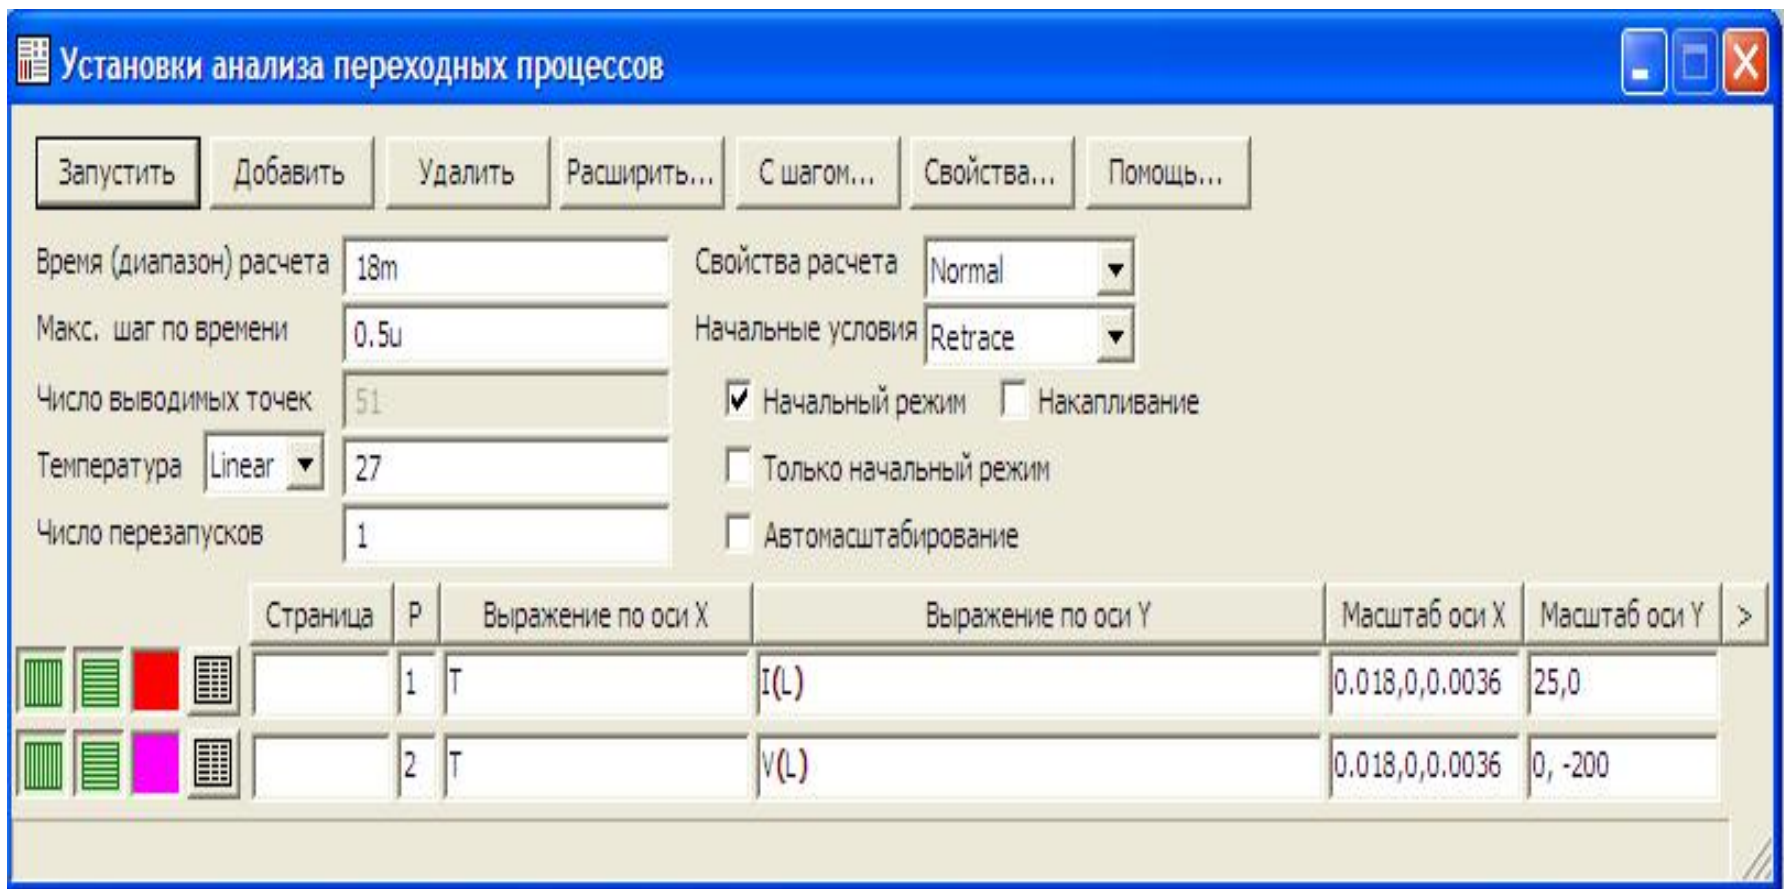 Установки анализа переходных процессов
Запустить Добавить Удалить Расширить... С шагом... Свойства... Помощь...
Время (диапазон) расчета 18m Свойства расчета Normal
Макс. шаг по времени 0.5u Начальные условия Retrace
Число выводимых точек 51 Начальный режим Накапливание
Температура Linear 27 Только начальный режим
Число перезапусков 1 Автомасштабирование
Страница P Выражение по оси X Выражение по оси Y Масштаб оси X Масштаб оси Y >
1 T I(L) 0.018,0,0.0036 25,0
2 T V(L) 0.018,0,0.0036 0, -200